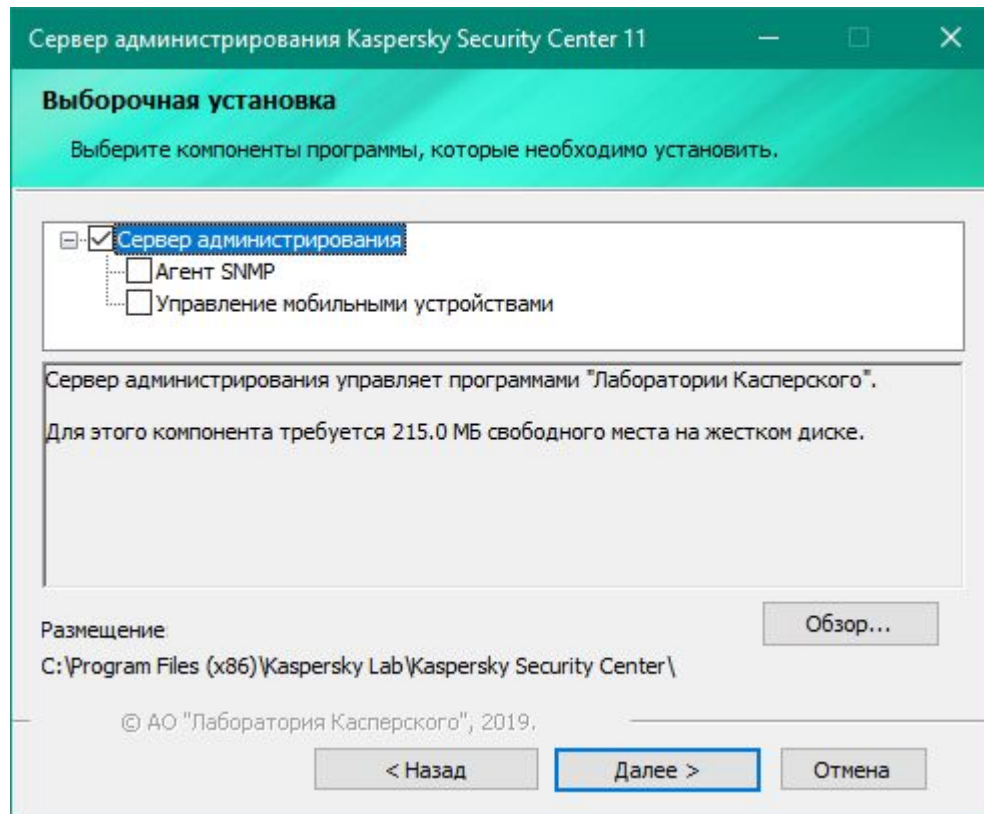 Сервер администрирования Kaspersky Security Center 11
Выборочная установка
Выберите компоненты программы, которые необходимо установить.
Сервер администрирования
Агент SNMP
Управление мобильными устройствами
Сервер администрирования управляет программами "Лаборатории Касперского".
Для этого компонента требуется 215.0 МБ свободного места на жестком диске.
Размещение
Обзор...
C:\Program Files (x86)\Kaspersky Lab\Kaspersky Security Center\
© АО "Лаборатория Касперского", 2019.
< Назад
Далее >
Отмена